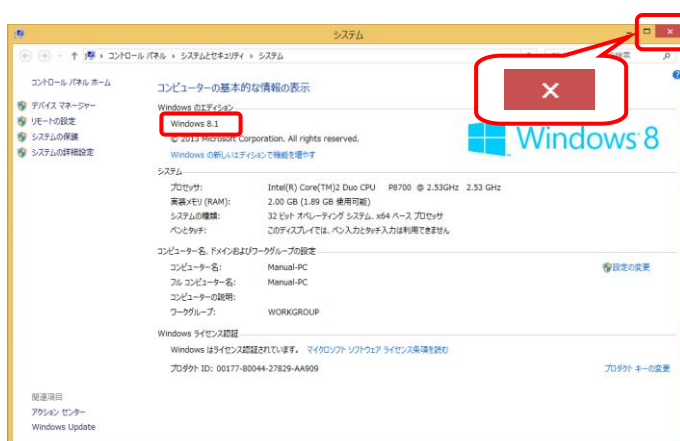 システム
コントロール パネル ▸ システムとセキュリティ ▸ システム
コントロール パネル ホーム
デバイス マネージャー
リモートの設定
システムの保護
システムの詳細設定
コンピューターの基本的な情報の表示
Windows のエディション
Windows 8.1
© 2013 Microsoft Corporation. All rights reserved.
Windows の新しいエディションで機能を増やす
Windows 8
システム
プロセッサ: Intel(R) Core(TM)2 Duo CPU P8700 @ 2.53GHz 2.53 GHz
実装メモリ (RAM): 2.00 GB (1.89 GB 使用可能)
システムの種類: 32 ビット オペレーティング システム、x64 ベース プロセッサ
ペンとタッチ: このディスプレイでは、ペン入力とタッチ入力は利用できません
コンピューター名、ドメインおよびワークグループの設定
コンピューター名: Manual-PC 設定の変更
フル コンピューター名: Manual-PC
コンピューターの説明:
ワークグループ: WORKGROUP
Windows ライセンス認証
Windows はライセンス認証されています。 マイクロソフト ソフトウェア ライセンス条項を読む
プロダクト ID: 00177-80044-27829-AA909 プロダクト キーの変更
関連項目
アクション センター
Windows Update